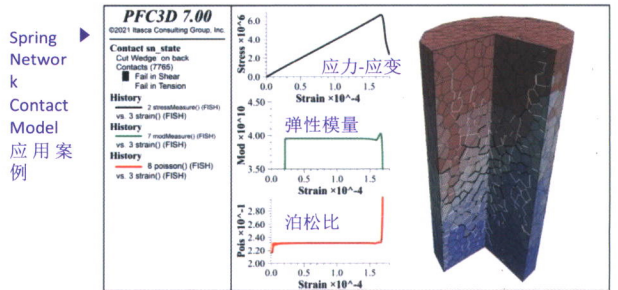 Spring
Networ
k
Contact
Model
应用案
例
PFC3D 7.00
©2021 Itasca Consulting Group, Inc.
Contact sn_state
Cut Wedge on back
Contacts (7765)
Fail in Shear
Fail in Tension
History
2 stressMeasure() (FISH)
vs. 3 strain() (FISH)
History
7 modMeasure() (FISH)
vs. 3 strain() (FISH)
History
8 poisson() (FISH)
vs. 3 strain() (FISH)
Stress ×10^6
6.0
4.0
2.0
0.0
应力-应变
0.0 0.5 1.0 1.5
Strain ×10^-4
Mod ×10^10
4.50
4.00
3.50
弹性模量
0.0 0.5 1.0 1.5
Strain ×10^-4
Pois ×10^-1
2.80
2.60
2.40
2.20
2.00
泊松比
0.0 0.5 1.0 1.5
Strain ×10^-4